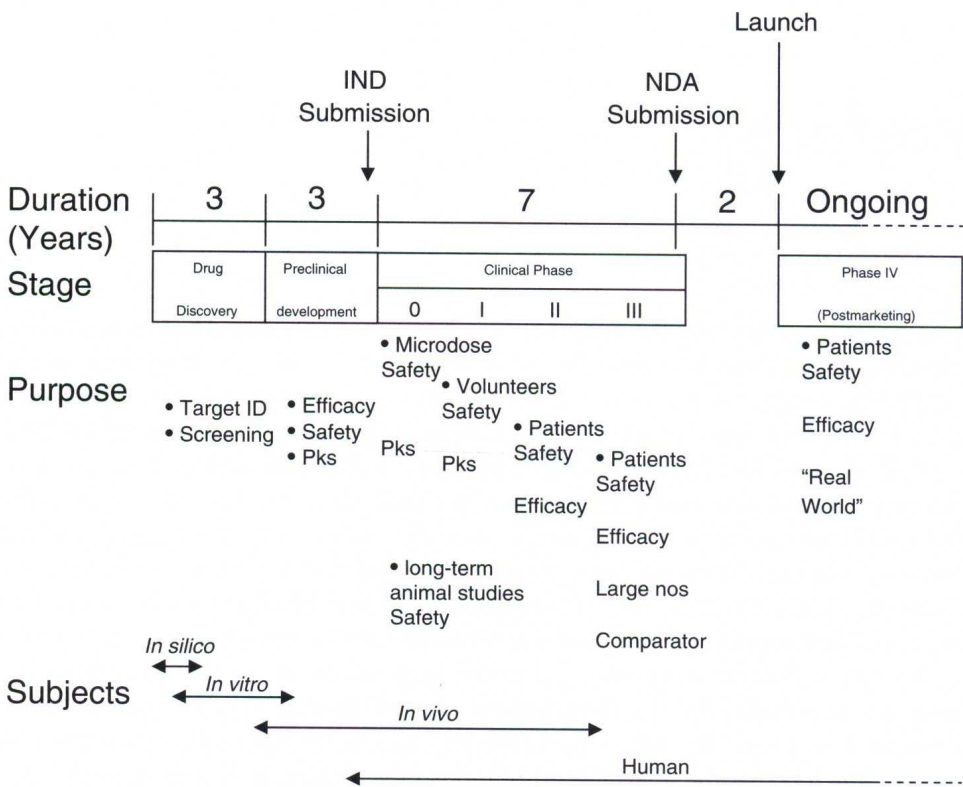 Launch
IND
Submission
NDA
Submission
Duration
(Years)
3
3
7
2
Ongoing
Stage
Drug
Discovery
Preclinical
development
Clinical Phase
0
I
II
III
Phase IV
(Postmarketing)
Purpose
• Target ID
• Screening
• Efficacy
• Safety
• Pks
• Microdose
Safety
Pks
• Volunteers
Safety
Pks
• Patients
Safety
Efficacy
• Patients
Safety
Efficacy
Large nos
Comparator
• long-term
animal studies
Safety
• Patients
Safety
Efficacy
“Real
World”
Subjects
In silico
In vitro
In vivo
Human